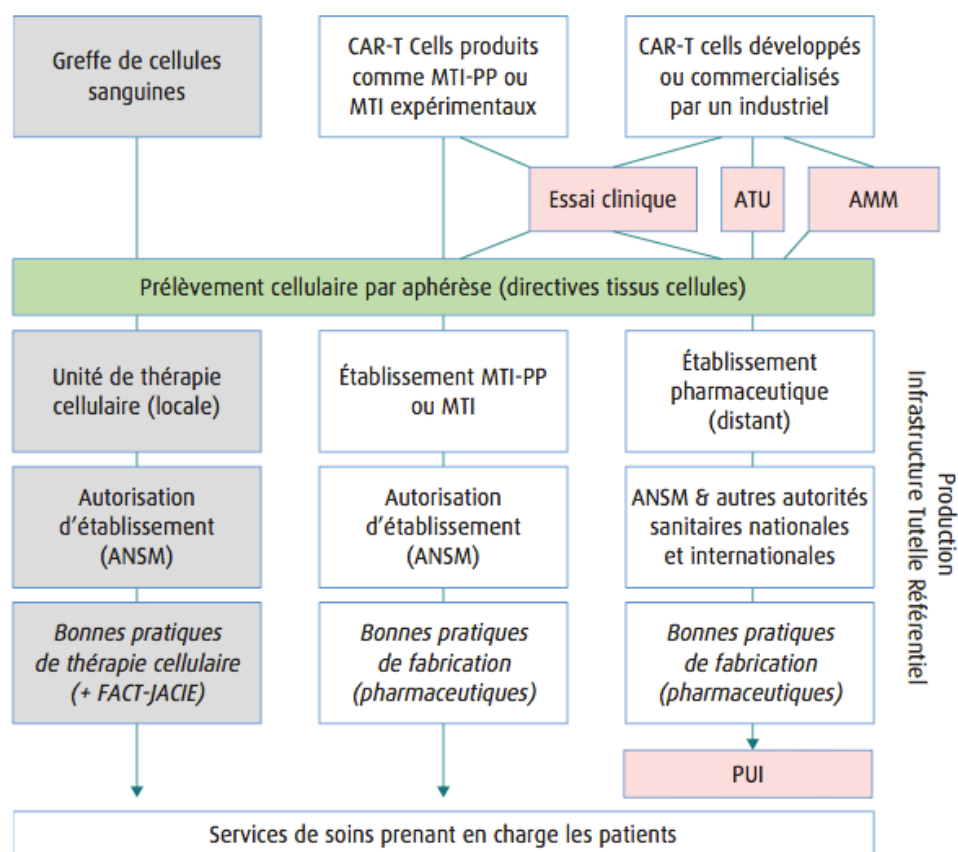 Greffe de cellules
sanguines
CAR-T Cells produits
comme MTI-PP ou
MTI expérimentaux
CAR-T cells développés
ou commercialisés
par un industriel
Essai clinique
ATU
AMM
Prélèvement cellulaire par aphérèse (directives tissus cellules)
Unité de thérapie
cellulaire (locale)
Établissement MTI-PP
ou MTI
Établissement
pharmaceutique
(distant)
Autorisation
d’établissement
(ANSM)
Autorisation
d’établissement
(ANSM)
ANSM & autres autorités
sanitaires nationales
et internationales
Bonnes pratiques
de thérapie cellulaire
(+ FACT-JACIE)
Bonnes pratiques
de fabrication
(pharmaceutiques)
Bonnes pratiques
de fabrication
(pharmaceutiques)
Production
Infrastructure Tutelle Référentiel
PUI
Services de soins prenant en charge les patients